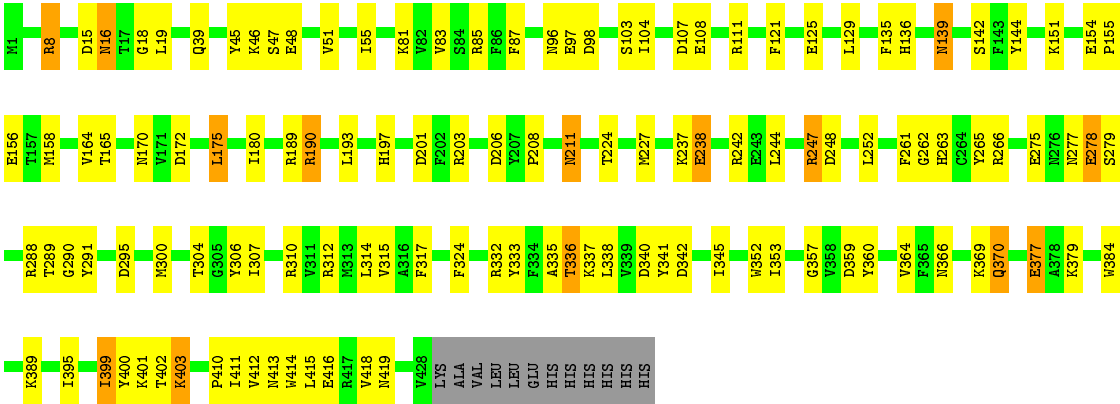 M1 R8 D15 N16 T17 G18 L19 Q39 Y45 K46 S47 E48 V51 I55 K81 V82 V83 S84 R85 F86 F87 N96 E97 D98 S103 I104 D107 E108 R111 F121 E125 L129 F135 H136 N139 S142 F143 Y144 K151 E154 P155
E156 T157 M158 V164 T165 N170 V171 D172 L175 I180 R189 R190 L193 H197 D201 F202 R203 D206 Y207 P208 N211 T224 M227 K237 E238 R242 E243 L244 R247 D248 L252 F261 G262 H263 C264 Y265 R266 E275 N276 N277 E278 S279
R288 T289 G290 Y291 D295 M300 T304 G305 Y306 I307 R310 V311 R312 M313 L314 V315 A316 F317 F324 R332 Y333 F334 A335 T336 K337 L338 V339 D340 Y341 D342 I345 W352 I353 G357 V358 D359 Y360 V364 F365 N366 K369 Q370 E377 A378 K379 W384
K389 I395 I399 Y400 K401 T402 K403 P410 I411 V412 N413 W414 L415 E416 R417 V418 N419 V428 LYS ALA VAL LEU LEU GLU HIS HIS HIS HIS HIS HIS